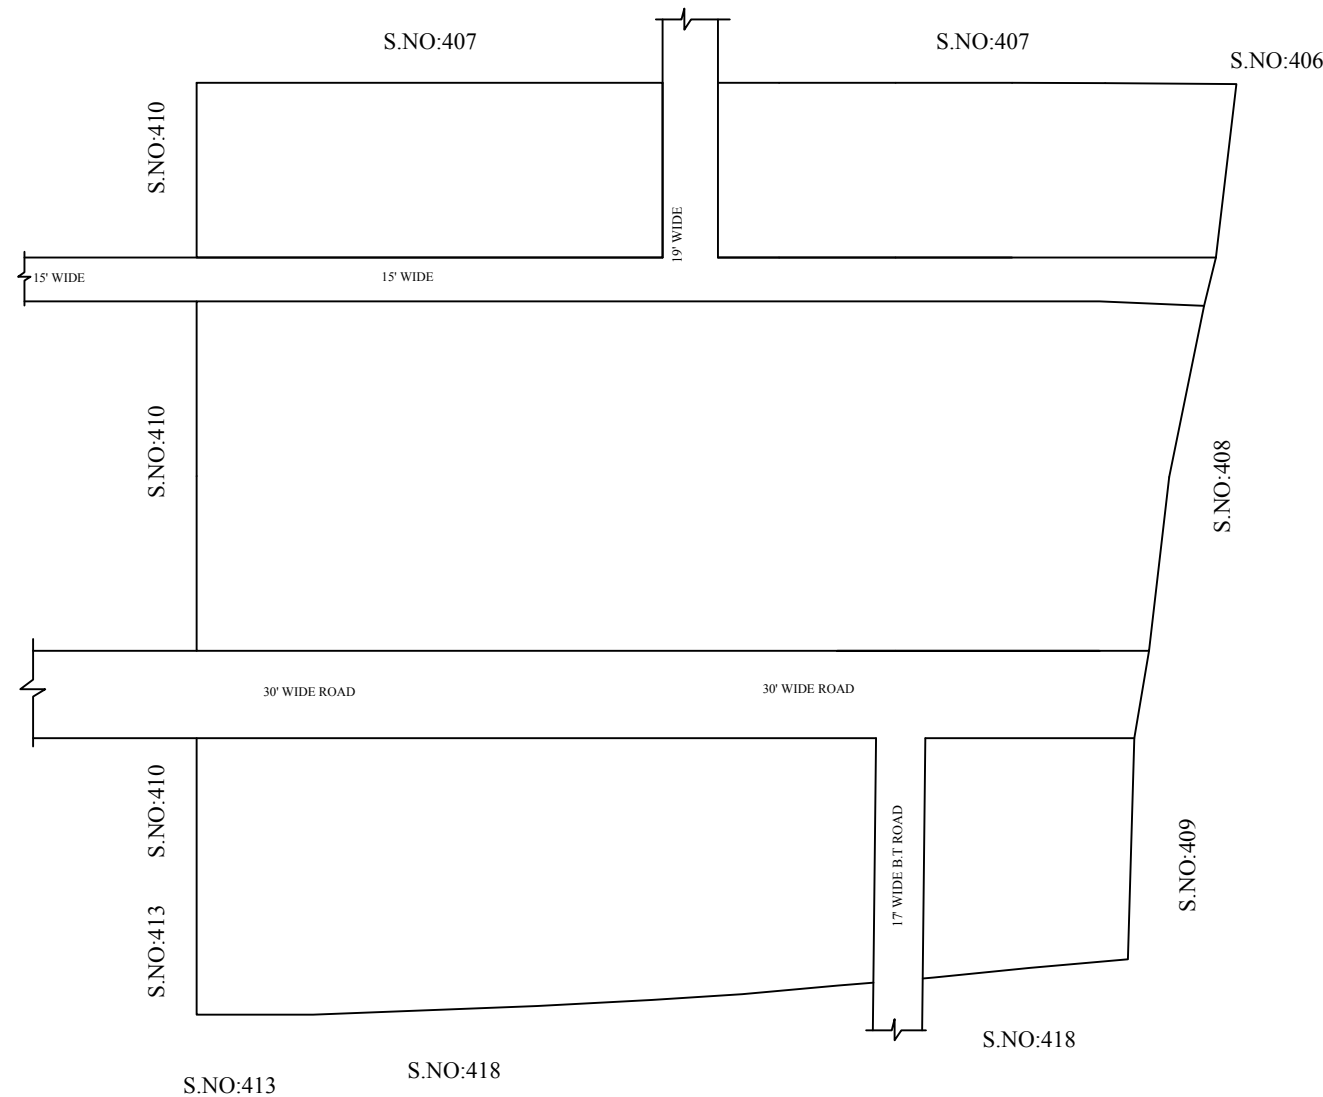 S.NO:407
S.NO:407
S.NO:406
S.NO:410
19' WIDE
15' WIDE
15' WIDE
S.NO:410
S.NO:408
30' WIDE ROAD
30' WIDE ROAD
S.NO:410
17' WIDE B.T ROAD
S.NO:409
S.NO:413
S.NO:418
S.NO:418
S.NO:413